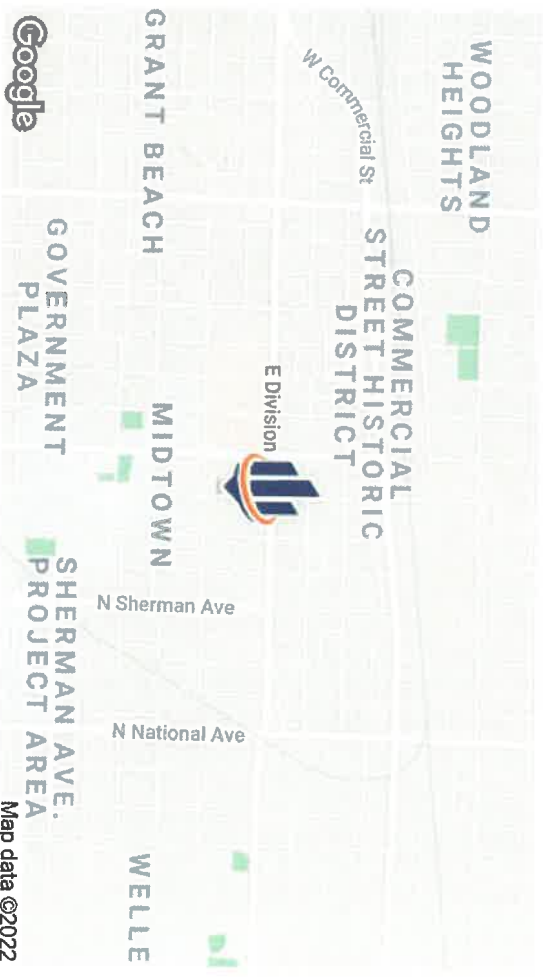 WOODLAND
HEIGHTS
W Commercial St
COMMERCIAL
STREET HISTORIC
DISTRICT
E Division
GRANT BEACH
MIDTOWN
N Sherman Ave
N National Ave
WELLE
GOVERNMENT
PLAZA
SHERMAN AVE.
PROJECT AREA
Google
Map data ©2022